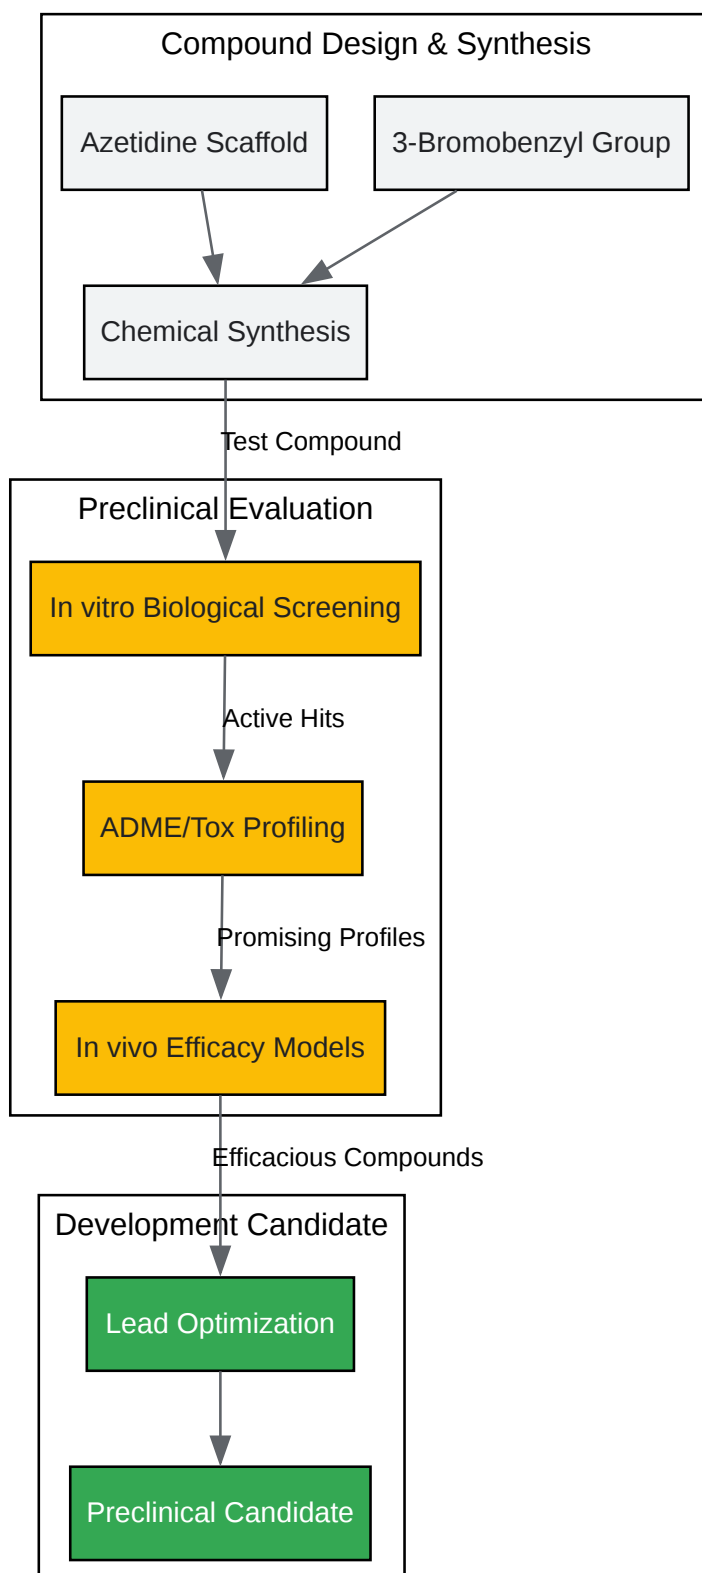 Compound Design & Synthesis
Azetidine Scaffold
3-Bromobenzyl Group
Chemical Synthesis
Test Compound
Preclinical Evaluation
In vitro Biological Screening
Active Hits
ADME/Tox Profiling
Promising Profiles
In vivo Efficacy Models
Efficacious Compounds
Development Candidate
Lead Optimization
Preclinical Candidate